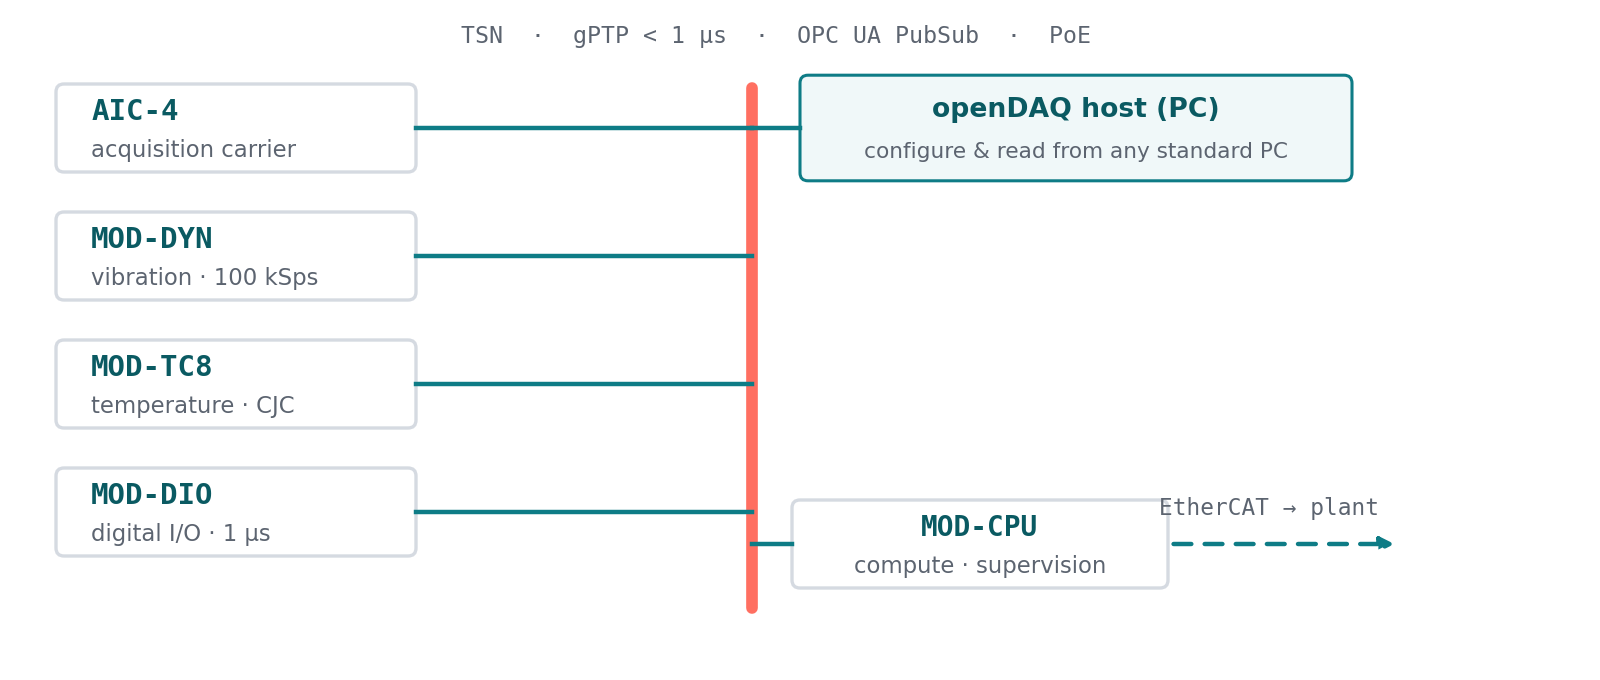 TSN · gPTP < 1 µs · OPC UA PubSub · PoE
AIC-4
acquisition carrier
openDAQ host (PC)
configure & read from any standard PC
MOD-DYN
vibration · 100 kSps
MOD-TC8
temperature · CJC
MOD-DIO
digital I/O · 1 µs
MOD-CPU
compute · supervision
EtherCAT → plant